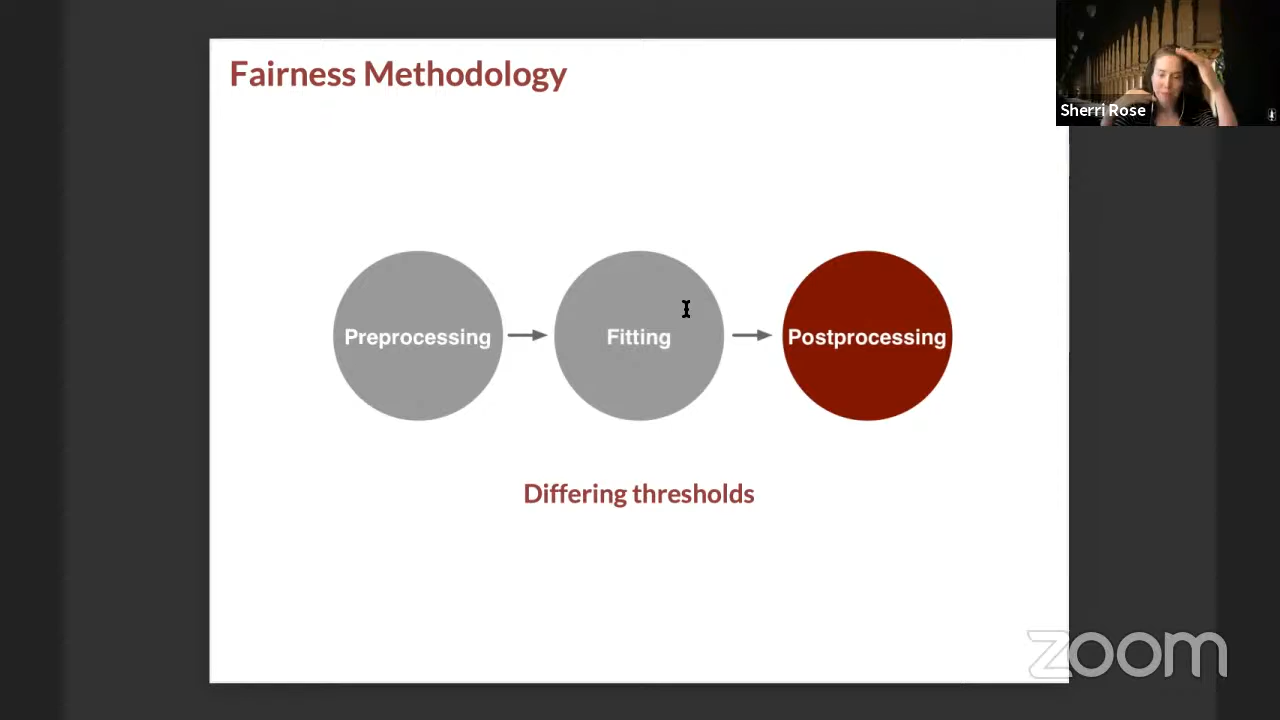 Fairness Methodology
Sherri Rose
Preprocessing
Fitting
Postprocessing
Differing thresholds
zoom